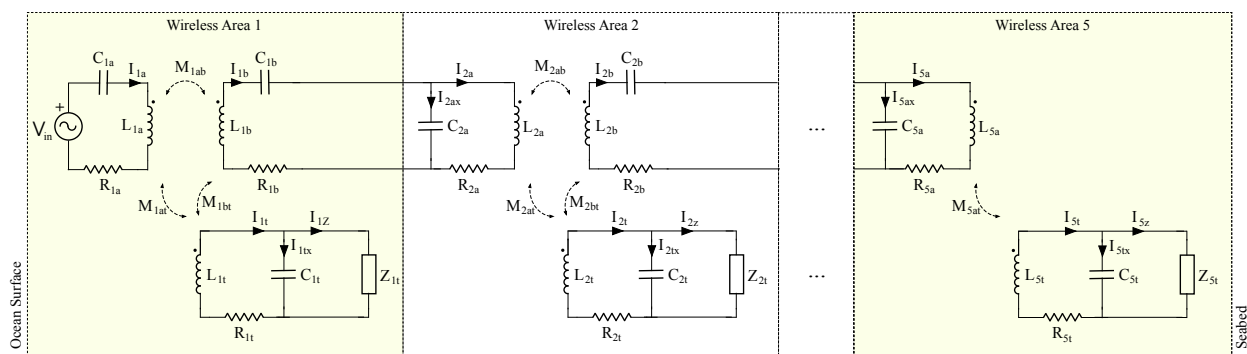 Wireless Area 1
Wireless Area 2
Wireless Area 5
C1a
I1a
M1ab
I1b
C1b
I2a
M2ab
I2b
C2b
I5a
+
Vin
L1a
L1b
I2ax
C2a
L2a
L2b
...
I5ax
C5a
L5a
R1a
R1b
R2a
R2b
R5a
M1at
M1bt
M2at
M2bt
M5at
I1t
I1Z
I2t
I2z
I5t
I5z
I1tx
I2tx
I5tx
L1t
C1t
Z1t
L2t
C2t
Z2t
...
L5t
C5t
Z5t
R1t
R2t
R5t
Ocean Surface
Seabed